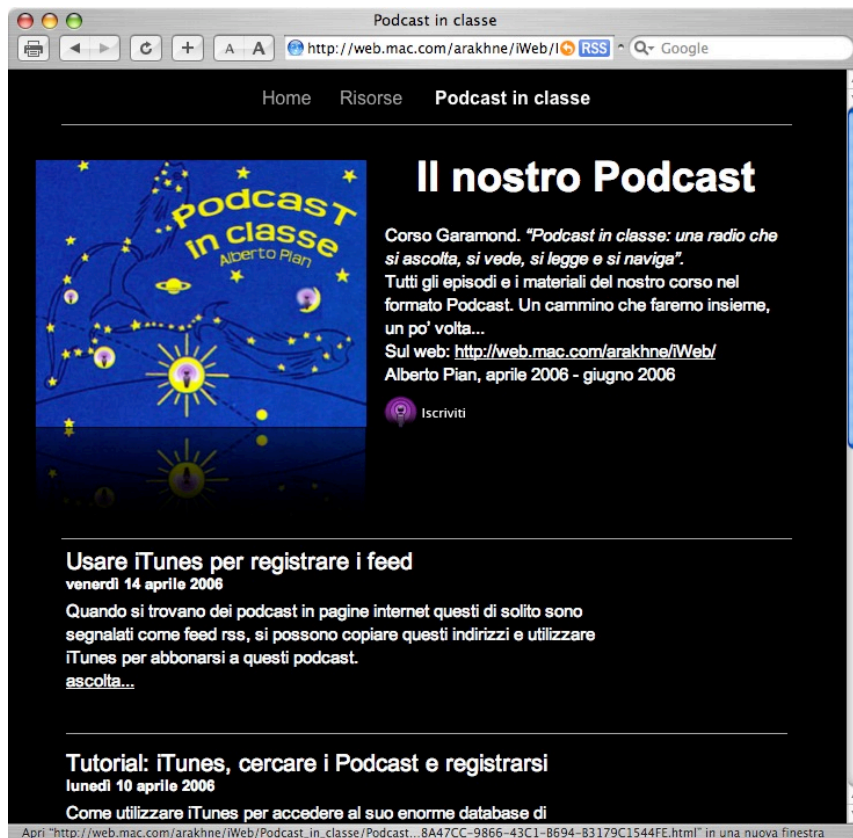 Podcast in classe
A A http://web.mac.com/arakhne/iWeb/ RSS Google
Home Risorse Podcast in classe
Podcast
in classe
Alberto Pian
Il nostro Podcast
Corso Garamond. “Podcast in classe: una radio che
si ascolta, si vede, si legge e si naviga”.
Tutti gli episodi e i materiali del nostro corso nel
formato Podcast. Un cammino che faremo insieme,
un po’ volta...
Sul web: http://web.mac.com/arakhne/iWeb/
Alberto Pian, aprile 2006 - giugno 2006
Iscriviti
Usare iTunes per registrare i feed
venerdì 14 aprile 2006
Quando si trovano dei podcast in pagine internet questi di solito sono
segnalati come feed rss, si possono copiare questi indirizzi e utilizzare
iTunes per abbonarsi a questi podcast.
ascolta...
Tutorial: iTunes, cercare i Podcast e registrarsi
lunedì 10 aprile 2006
Come utilizzare iTunes per accedere al suo enorme database di
Apri “http://web.mac.com/arakhne/iWeb/Podcast_in_classe/Podcast...8A47CC-9866-43C1-B694-B3179C1544FE.html” in una nuova finestra